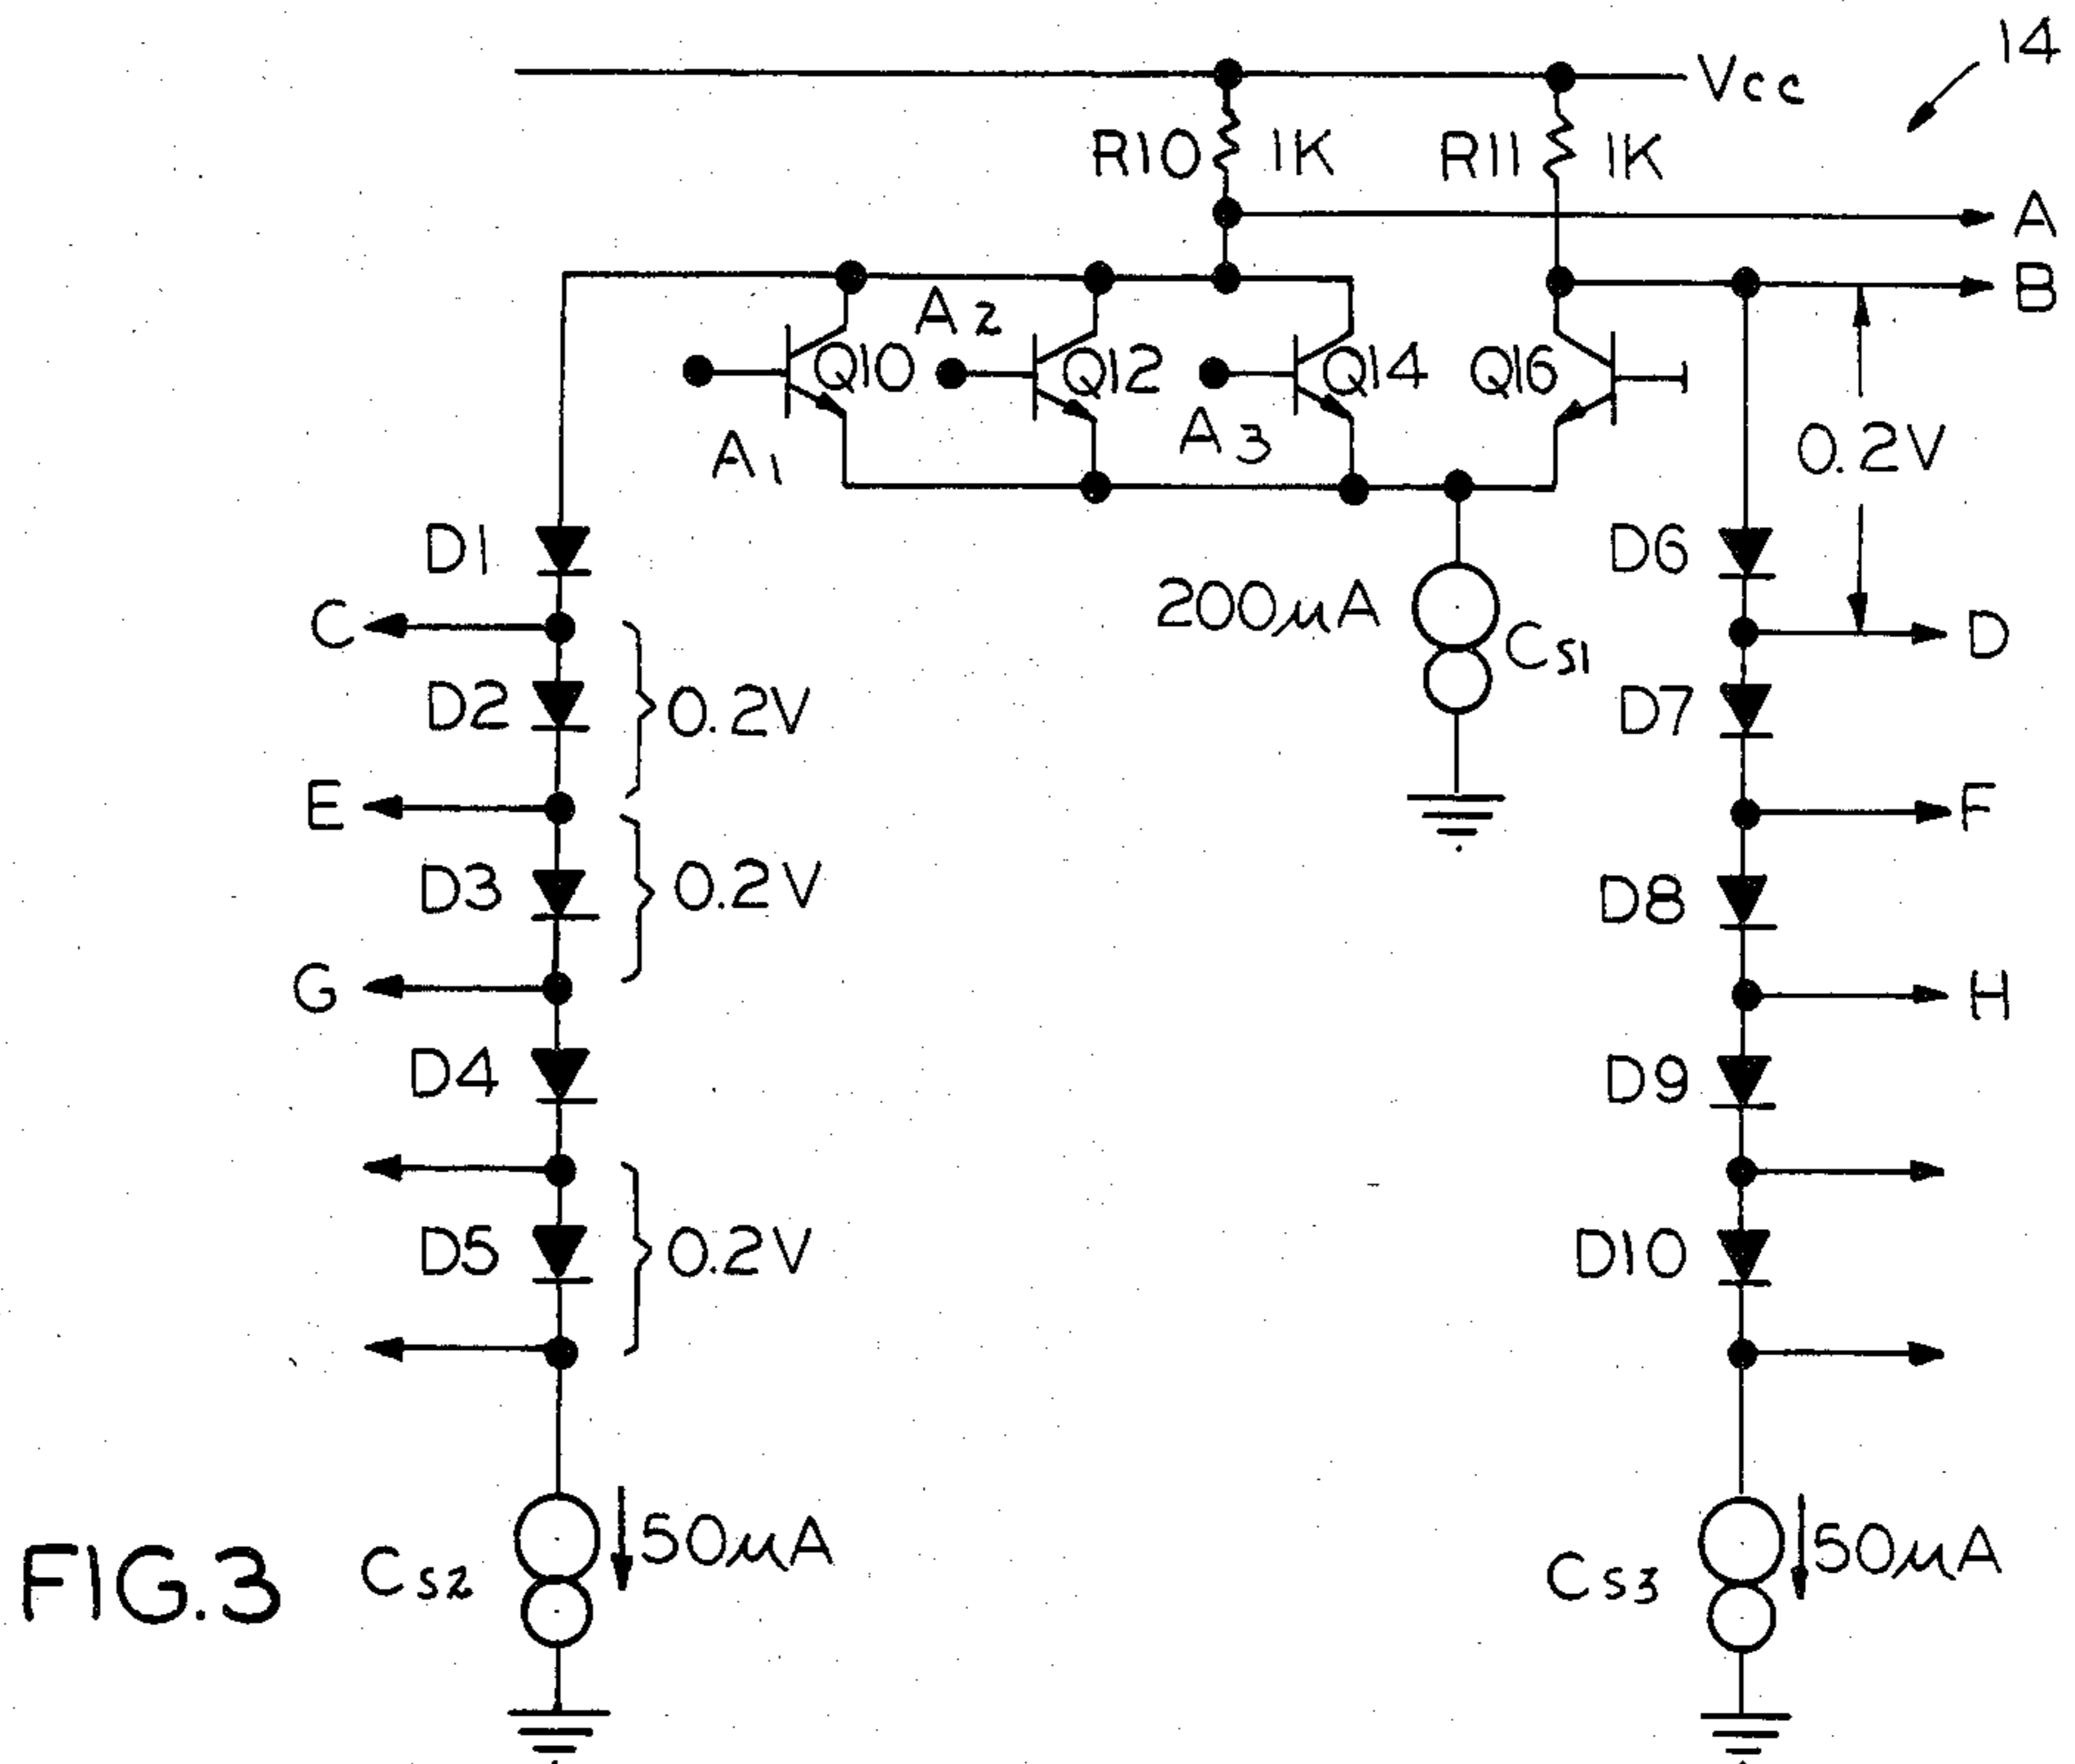 14
Vcc
R10 1K R11 1K
A
B
A2
Q10 Q12 Q14 Q16
A1
A3
0.2V
D1
D6
C
200μA
CS1
D
D2
0.2V
D7
E
F
D3
0.2V
D8
G
H
D4
D9
D5
0.2V
D10
CS2
50μA
CS3
50μA
FIG.3